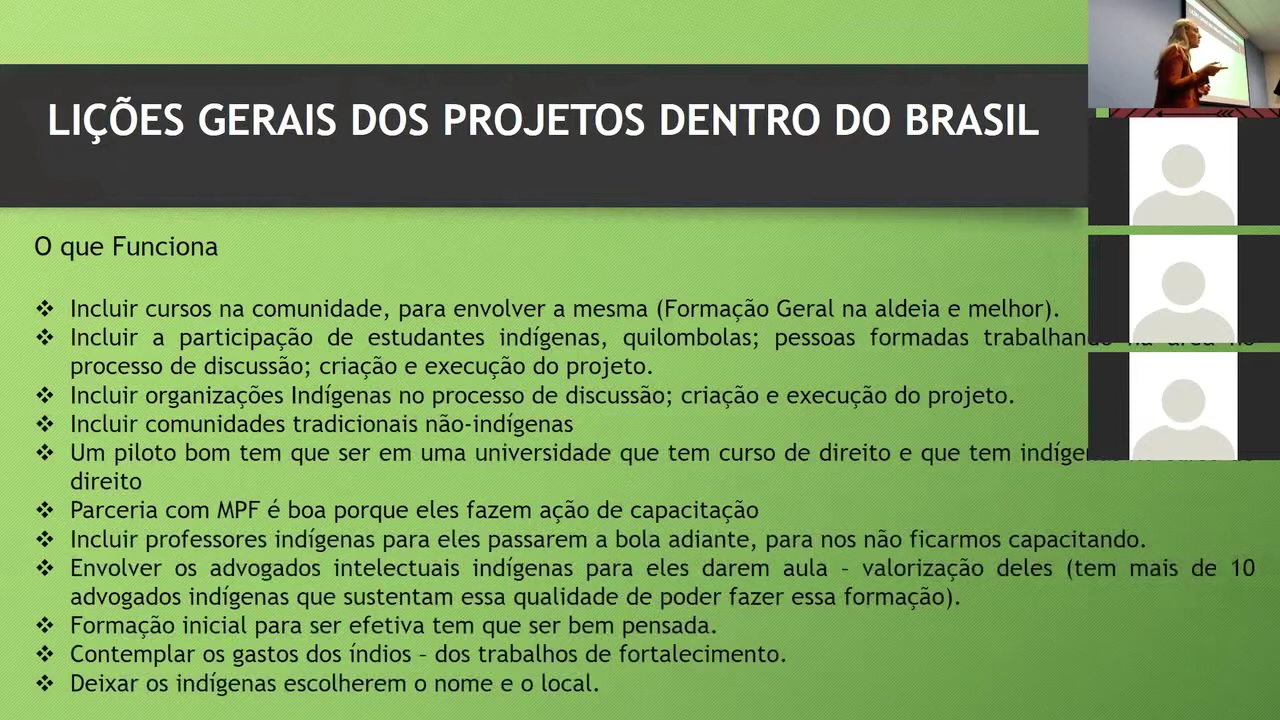 LIÇÕES GERAIS DOS PROJETOS DENTRO DO BRASIL
O que Funciona
❖ Incluir cursos na comunidade, para envolver a mesma (Formação Geral na aldeia e melhor).
❖ Incluir a participação de estudantes indígenas, quilombolas; pessoas formadas trabalhando na área no
processo de discussão; criação e execução do projeto.
❖ Incluir organizações Indígenas no processo de discussão; criação e execução do projeto.
❖ Incluir comunidades tradicionais não-indígenas
❖ Um piloto bom tem que ser em uma universidade que tem curso de direito e que tem indígenas
direito
❖ Parceria com MPF é boa porque eles fazem ação de capacitação
❖ Incluir professores indígenas para eles passarem a bola adiante, para nos não ficarmos capacitando.
❖ Envolver os advogados intelectuais indígenas para eles darem aula – valorização deles (tem mais de 10
advogados indígenas que sustentam essa qualidade de poder fazer essa formação).
❖ Formação inicial para ser efetiva tem que ser bem pensada.
❖ Contemplar os gastos dos índios – dos trabalhos de fortalecimento.
❖ Deixar os indígenas escolherem o nome e o local.